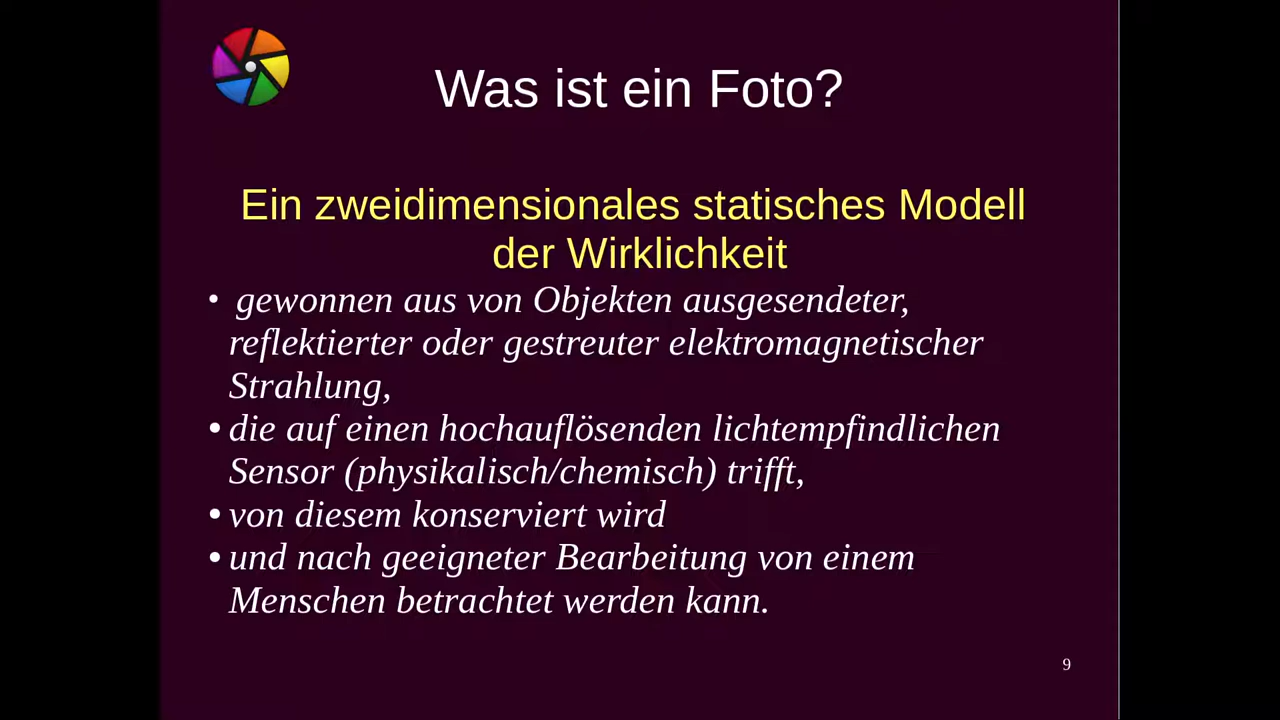 Was ist ein Foto?
Ein zweidimensionales statisches Modell
der Wirklichkeit
• gewonnen aus von Objekten ausgesendeter,
reflektierter oder gestreuter elektromagnetischer
Strahlung,
• die auf einen hochauflösenden lichtempfindlichen
Sensor (physikalisch/chemisch) trifft,
• von diesem konserviert wird
• und nach geeigneter Bearbeitung von einem
Menschen betrachtet werden kann.
9